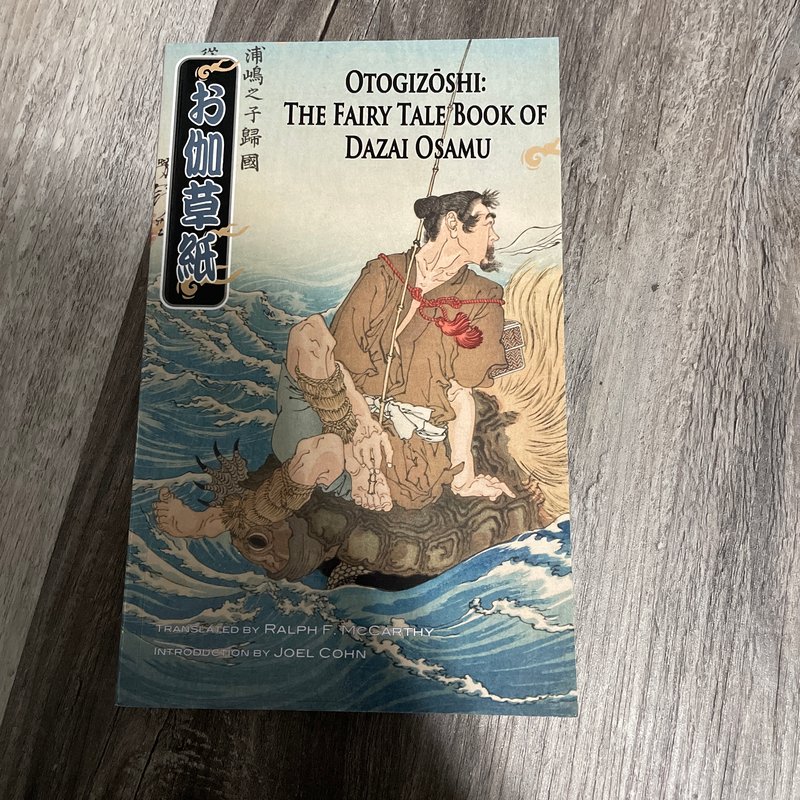 OTOGIZŌSHI:
THE FAIRY TALE BOOK OF
DAZAI OSAMU
お伽草紙
浦嶋之子歸國
TRANSLATED BY RALPH F. MCCARTHY
INTRODUCTION BY JOEL COHN